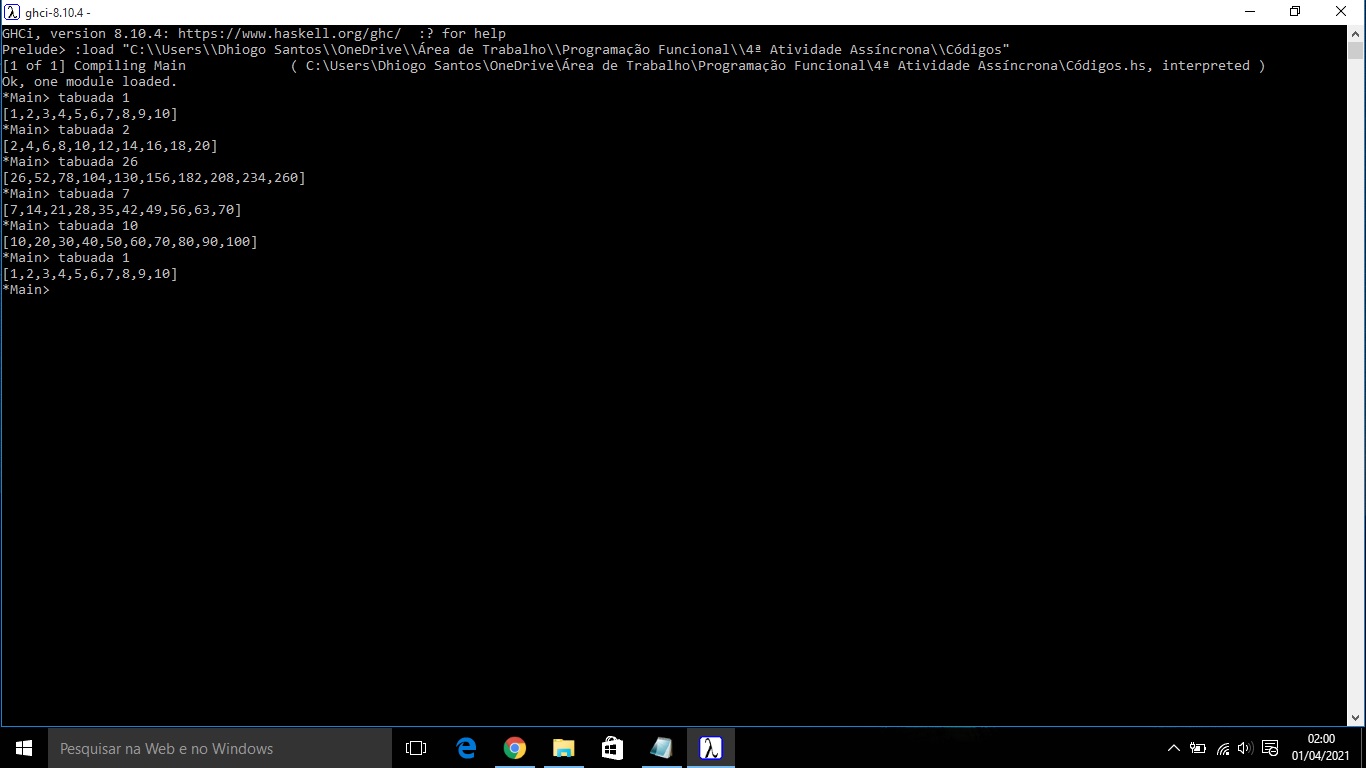 ghci-8.10.4 -
GHCi, version 8.10.4: https://www.haskell.org/ghc/  :? for help
Prelude> :load "C:\\Users\\Dhiogo Santos\\OneDrive\\Área de Trabalho\\Programação Funcional\\4ª Atividade Assíncrona\\Códigos"
[1 of 1] Compiling Main             ( C:\Users\Dhiogo Santos\OneDrive\Área de Trabalho\Programação Funcional\4ª Atividade Assíncrona\Códigos.hs, interpreted )
Ok, one module loaded.
*Main> tabuada 1
[1,2,3,4,5,6,7,8,9,10]
*Main> tabuada 2
[2,4,6,8,10,12,14,16,18,20]
*Main> tabuada 26
[26,52,78,104,130,156,182,208,234,260]
*Main> tabuada 7
[7,14,21,28,35,42,49,56,63,70]
*Main> tabuada 10
[10,20,30,40,50,60,70,80,90,100]
*Main> tabuada 1
[1,2,3,4,5,6,7,8,9,10]
*Main>
Pesquisar na Web e no Windows
02:00
01/04/2021